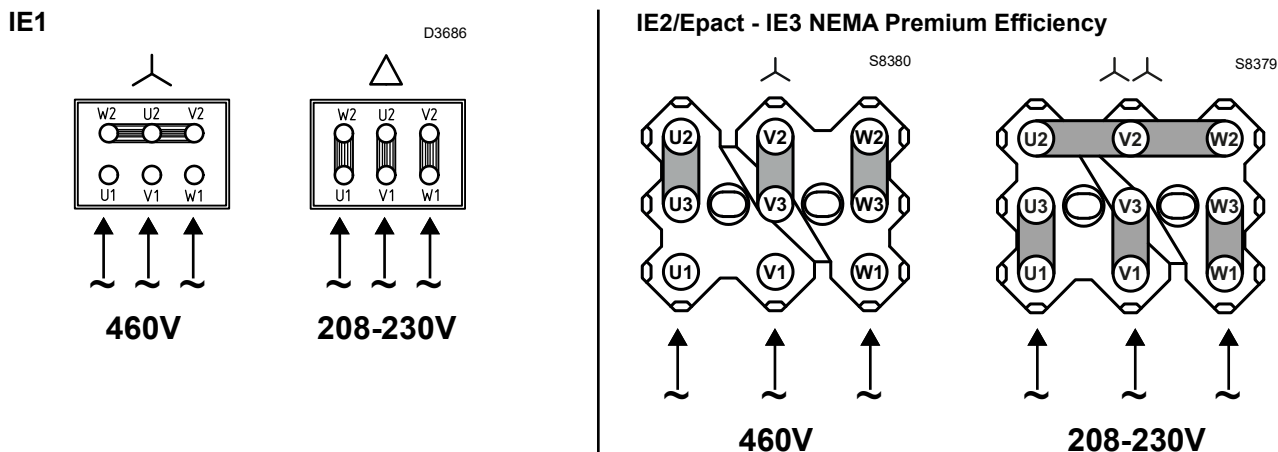 IE1
D3686
W2 U2 V2
U1 V1 W1
~ ~ ~
460V
W2 U2 V2
U1 V1 W1
~ ~ ~
208-230V
IE2/Epact - IE3 NEMA Premium Efficiency
S8380
U2 V2 W2
U3 V3 W3
U1 V1 W1
~ ~ ~
460V
S8379
U2 V2 W2
U3 V3 W3
U1 V1 W1
~ ~ ~
208-230V